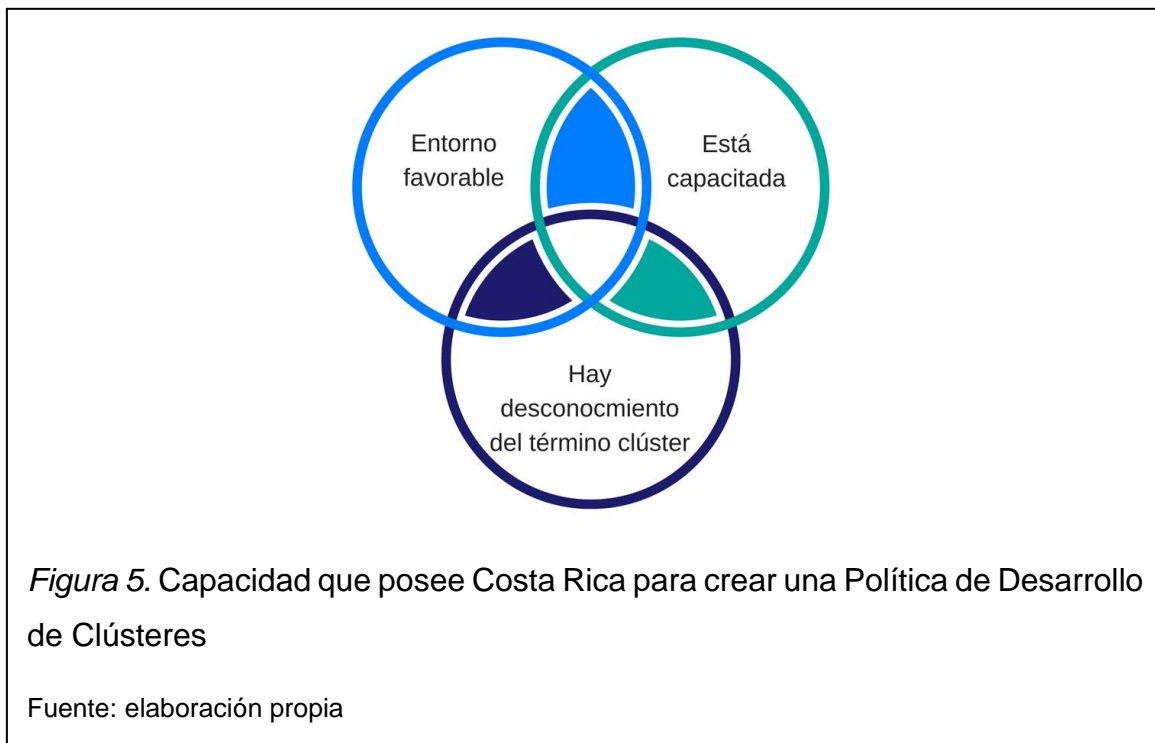 Entorno
favorable
Está
capacitada
Hay
desconocmiento
del término clúster
Figura 5. Capacidad que posee Costa Rica para crear una Política de Desarrollo
de Clústeres
Fuente: elaboración propia